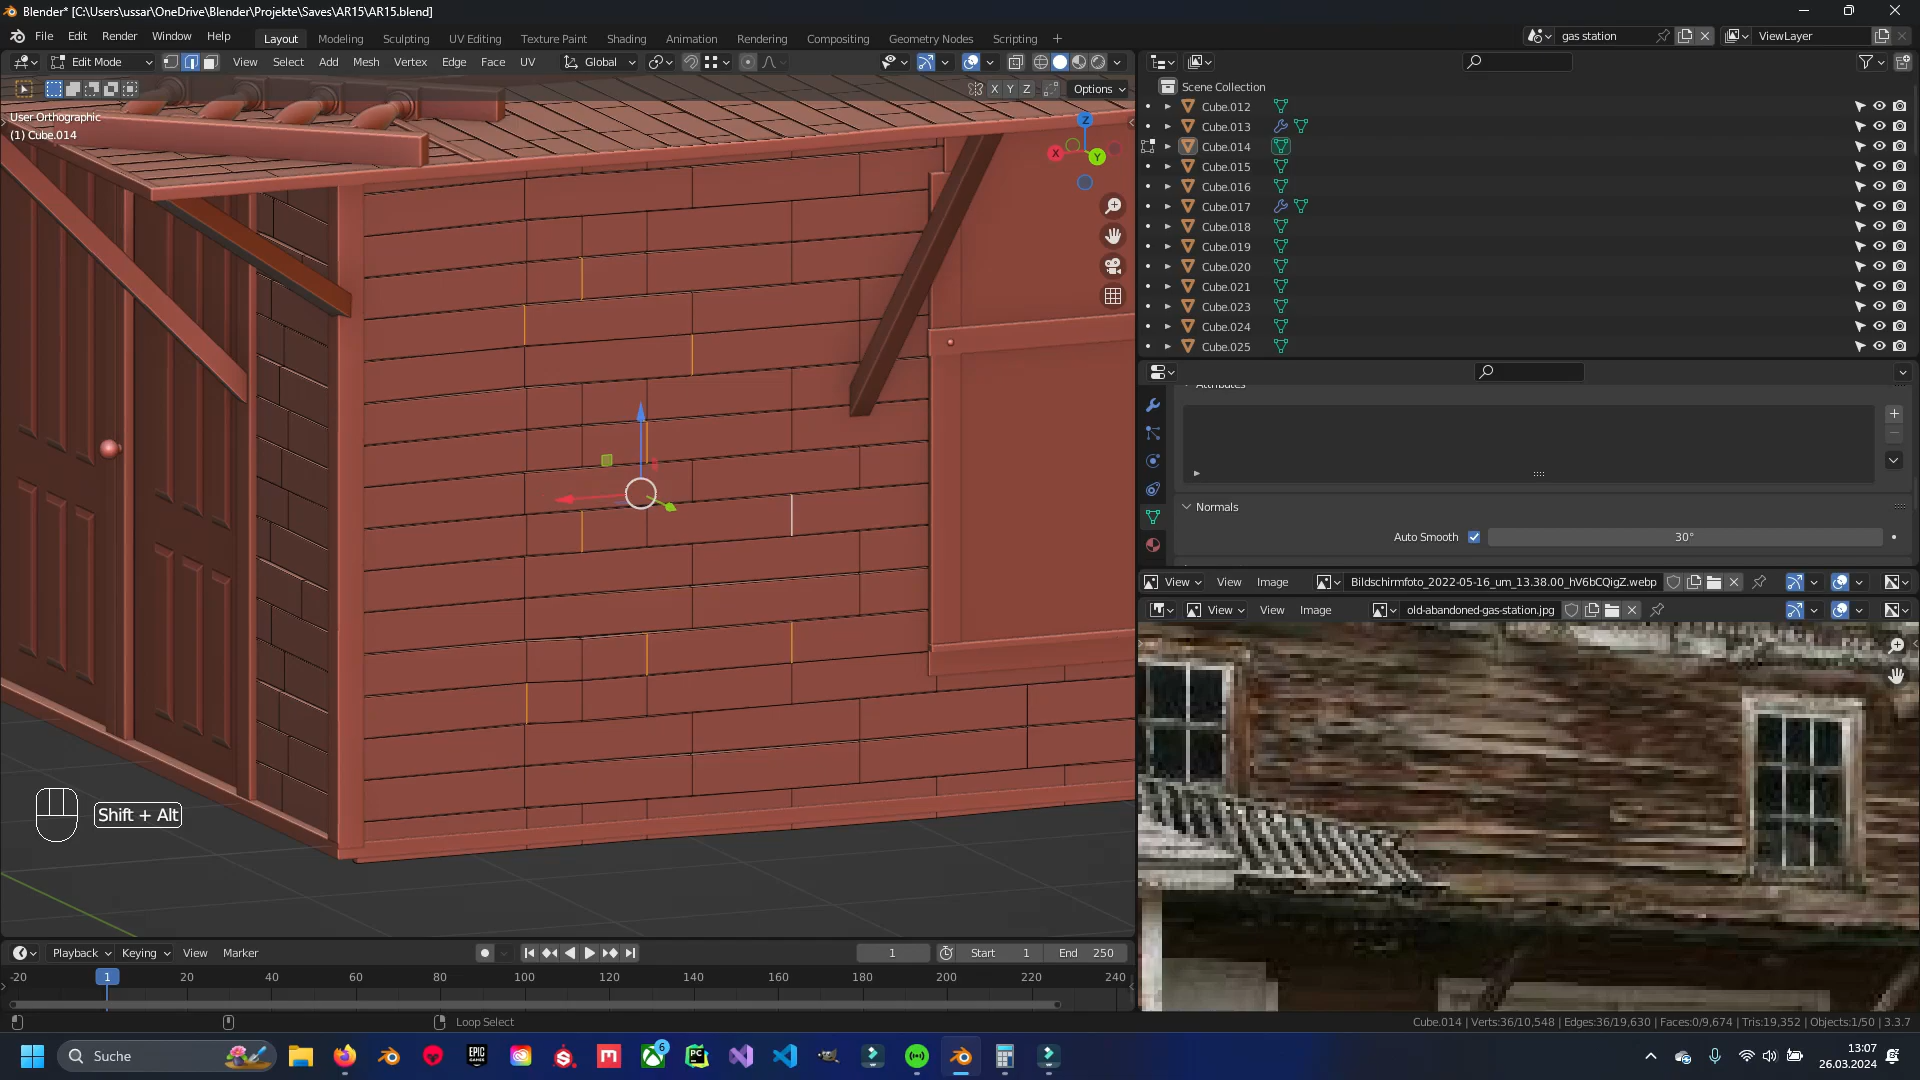 Blender* [C:\Users\ussar\OneDrive\Blender\Projekte\Saves\AR15\AR15.blend]
File Edit Render Window Help Layout Modeling Sculpting UV Editing Texture Paint Shading Animation Rendering Compositing Geometry Nodes Scripting + gas station ViewLayer
Edit Mode View Select Add Mesh Vertex Edge Face UV Global
X Y Z Options
User Orthographic
(1) Cube.014
Z
X
Y
Shift + Alt
Scene Collection
Cube.012
Cube.013
Cube.014
Cube.015
Cube.016
Cube.017
Cube.018
Cube.019
Cube.020
Cube.021
Cube.023
Cube.024
Cube.025
Attributes
Normals
Auto Smooth 30°
View View Image Bildschirmfoto_2022-05-16_um_13.38.00_hV6bCQigZ.webp
View View Image old-abandoned-gas-station.jpg
Playback Keying View Marker 1 Start 1 End 250
-20 1 20 40 60 80 100 120 140 160 180 200 220 240
Loop Select
Cube.014 | Verts:36/10,548 | Edges:36/19,630 | Faces:0/9,674 | Tris:19,352 | Objects:1/50 | 3.3.7
Suche
EPIC GAMES
6
PC
13:07
26.03.2024